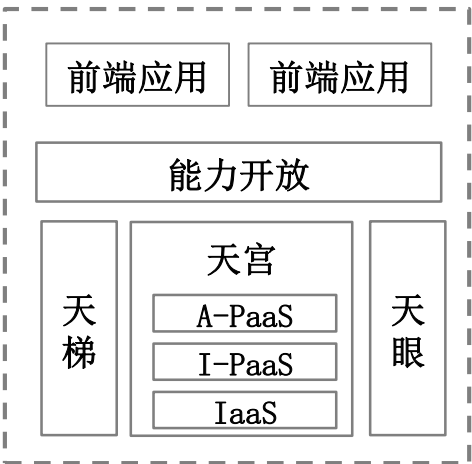 前端应用
前端应用
能力开放
天梯
天宫
A-PaaS
I-PaaS
IaaS
天眼